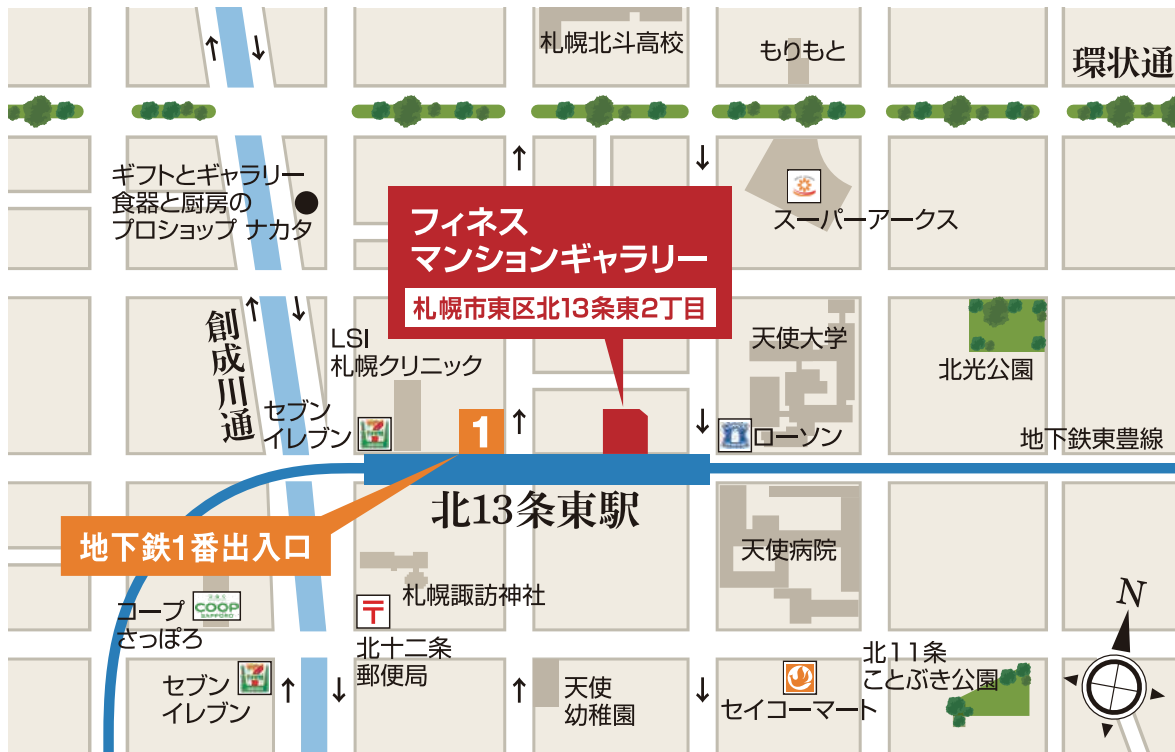 札幌北斗高校
もりもと
環状通
ギフトとギャラリー
食器と厨房の
プロショップ ナカタ
フィネス
マンションギャラリー
札幌市東区北13条東2丁目
スーパーアークス
創成川通
LSI
札幌クリニック
天使大学
北光公園
セブン
イレブン
1
ローソン
地下鉄東豊線
北13条東駅
地下鉄1番出入口
天使病院
コープ
さっぽろ
COOP
SAPPORO
札幌諏訪神社
〒
北十二条
郵便局
N
北11条
ことぶき公園
セブン
イレブン
天使
幼稚園
セイコーマート